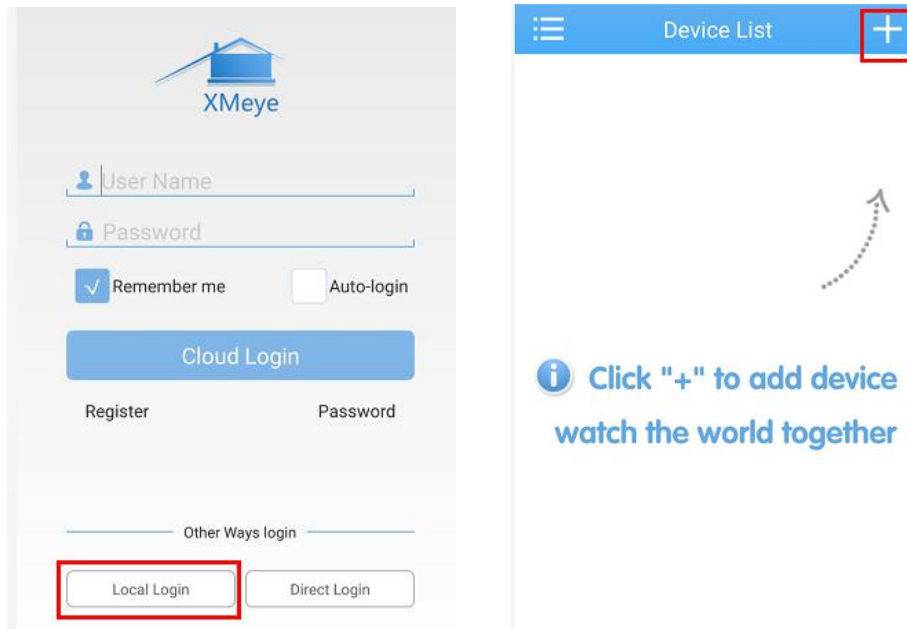 XMeye
User Name
Password
√ Remember me
Auto-login
Cloud Login
Register
Password
Other Ways login
Local Login
Direct Login
Device List
Click "+" to add device
watch the world together